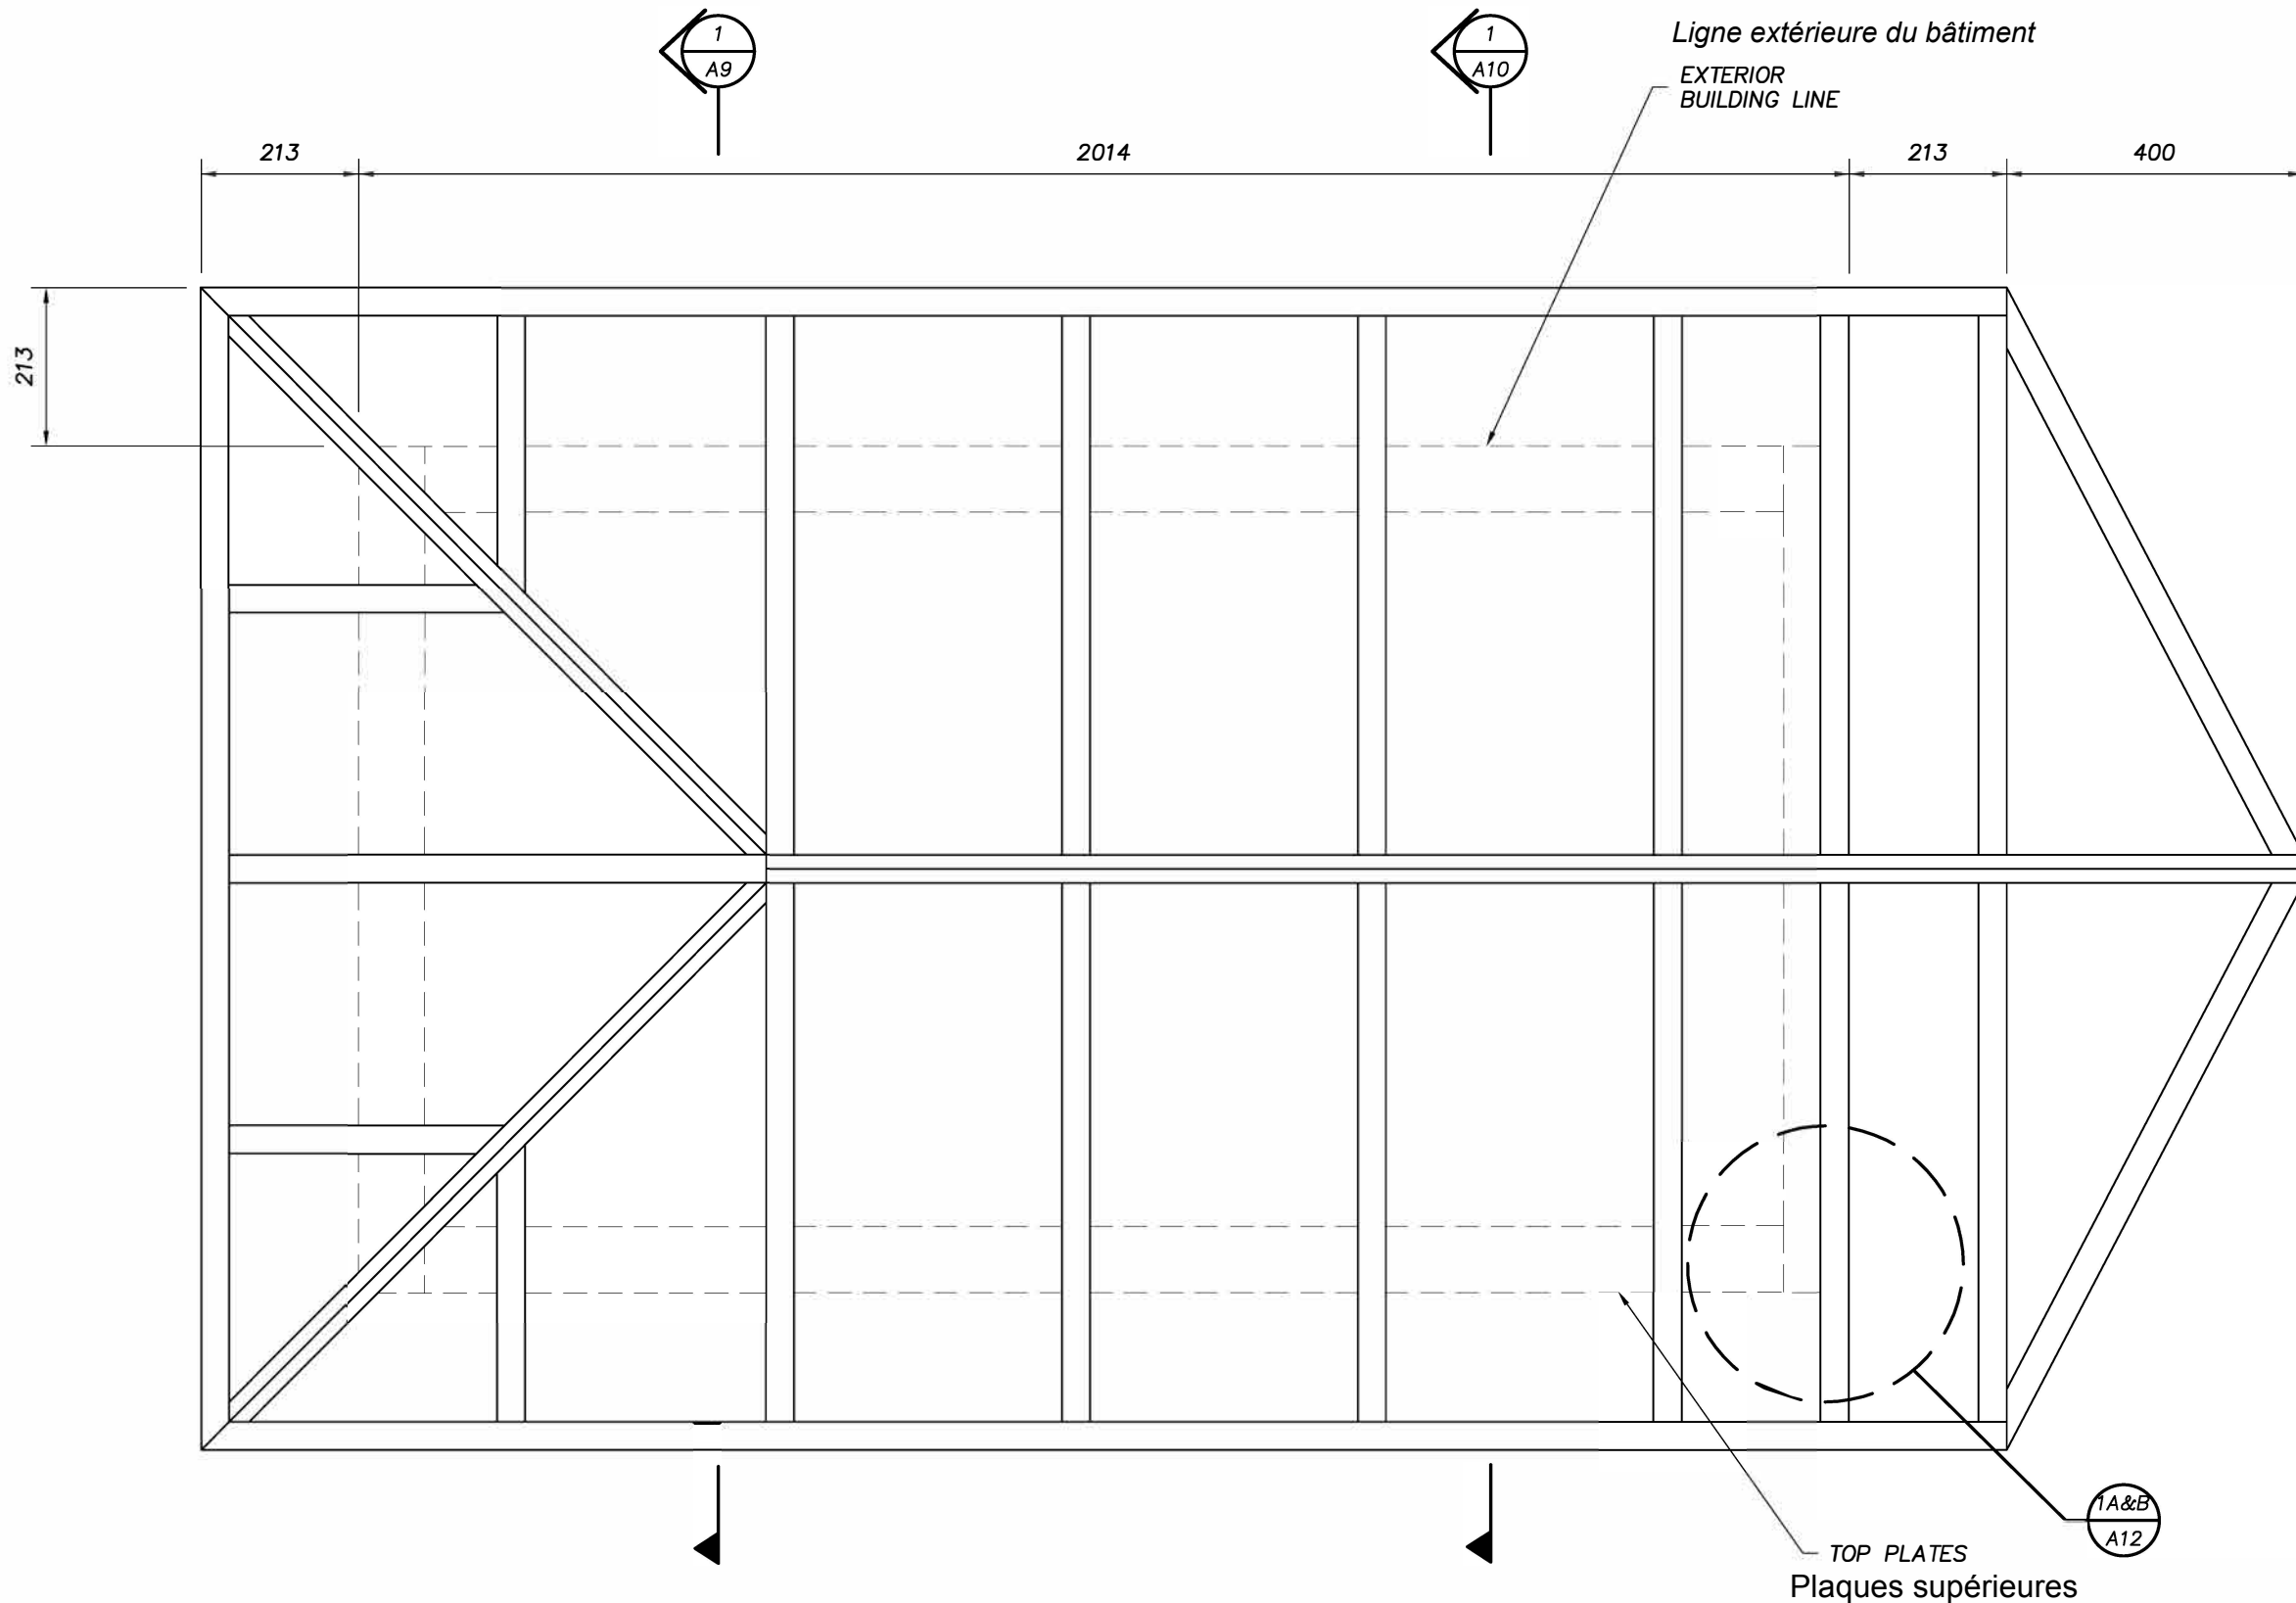 1
A9
1
A10
Ligne extérieure du bâtiment
EXTERIOR
BUILDING LINE
213
2014
213
400
213
1A&B
A12
TOP PLATES
Plaques supérieures